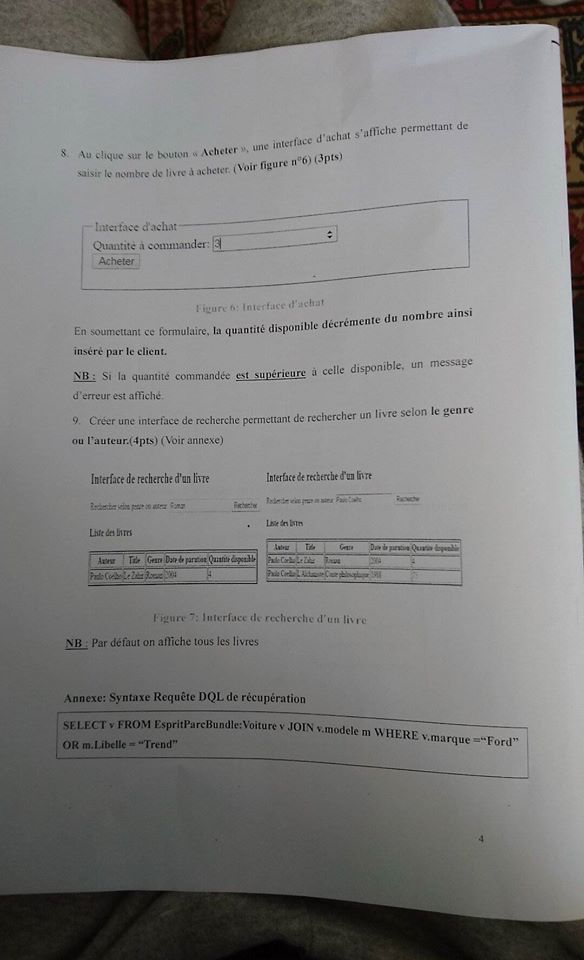 8. Au clique sur le bouton « Acheter », une interface d'achat s'affiche permettant de
saisir le nombre de livre à acheter. (Voir figure n°6) (3pts)
Interface d'achat
Quantité à commander: 3
Acheter
Figure 6: Interface d'achat
En soumettant ce formulaire, la quantité disponible décrémente du nombre ainsi
inséré par le client.
NB : Si la quantité commandée est supérieure à celle disponible, un message
d'erreur est affiché.
9. Créer une interface de recherche permettant de rechercher un livre selon le genre
ou l'auteur.(4pts) (Voir annexe)
Interface de recherche d'un livre
Rechercher selon genre ou auteur Roman Rechercher
Liste des livres
Auteur Title Genre Date de parution Quantite disponible
Paulo Coelho Le Zahir Roman 2004 4
Interface de recherche d'un livre
Rechercher selon genre ou auteur Paulo Coelho Rechercher
Liste des livres
Auteur Title Genre Date de parution Quantite disponible
Paulo Coelho Le Zahir Roman 2004 4
Paulo Coelho L'Alchimiste Conte philosophique 1988
Figure 7: Interface de recherche d'un livre
NB : Par défaut on affiche tous les livres
Annexe: Syntaxe Requête DQL de récupération
SELECT v FROM EspritParcBundle:Voiture v JOIN v.modele m WHERE v.marque =“Ford”
OR m.Libelle = “Trend”
4